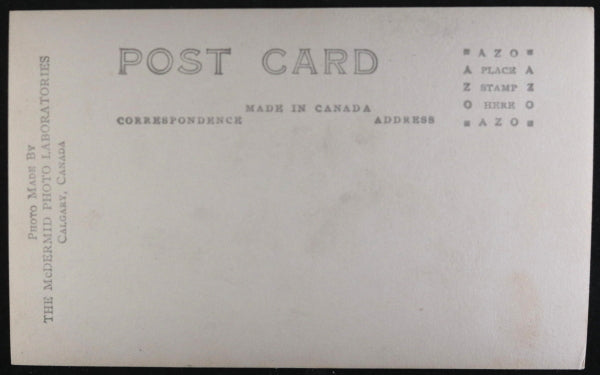 POST CARD
MADE IN CANADA
CORRESPONDENCE ADDRESS
AZO
A PLACE A
Z STAMP Z
O HERE O
AZO
PHOTO MADE BY
THE McDERMID PHOTO LABORATORIES
CALGARY, CANADA